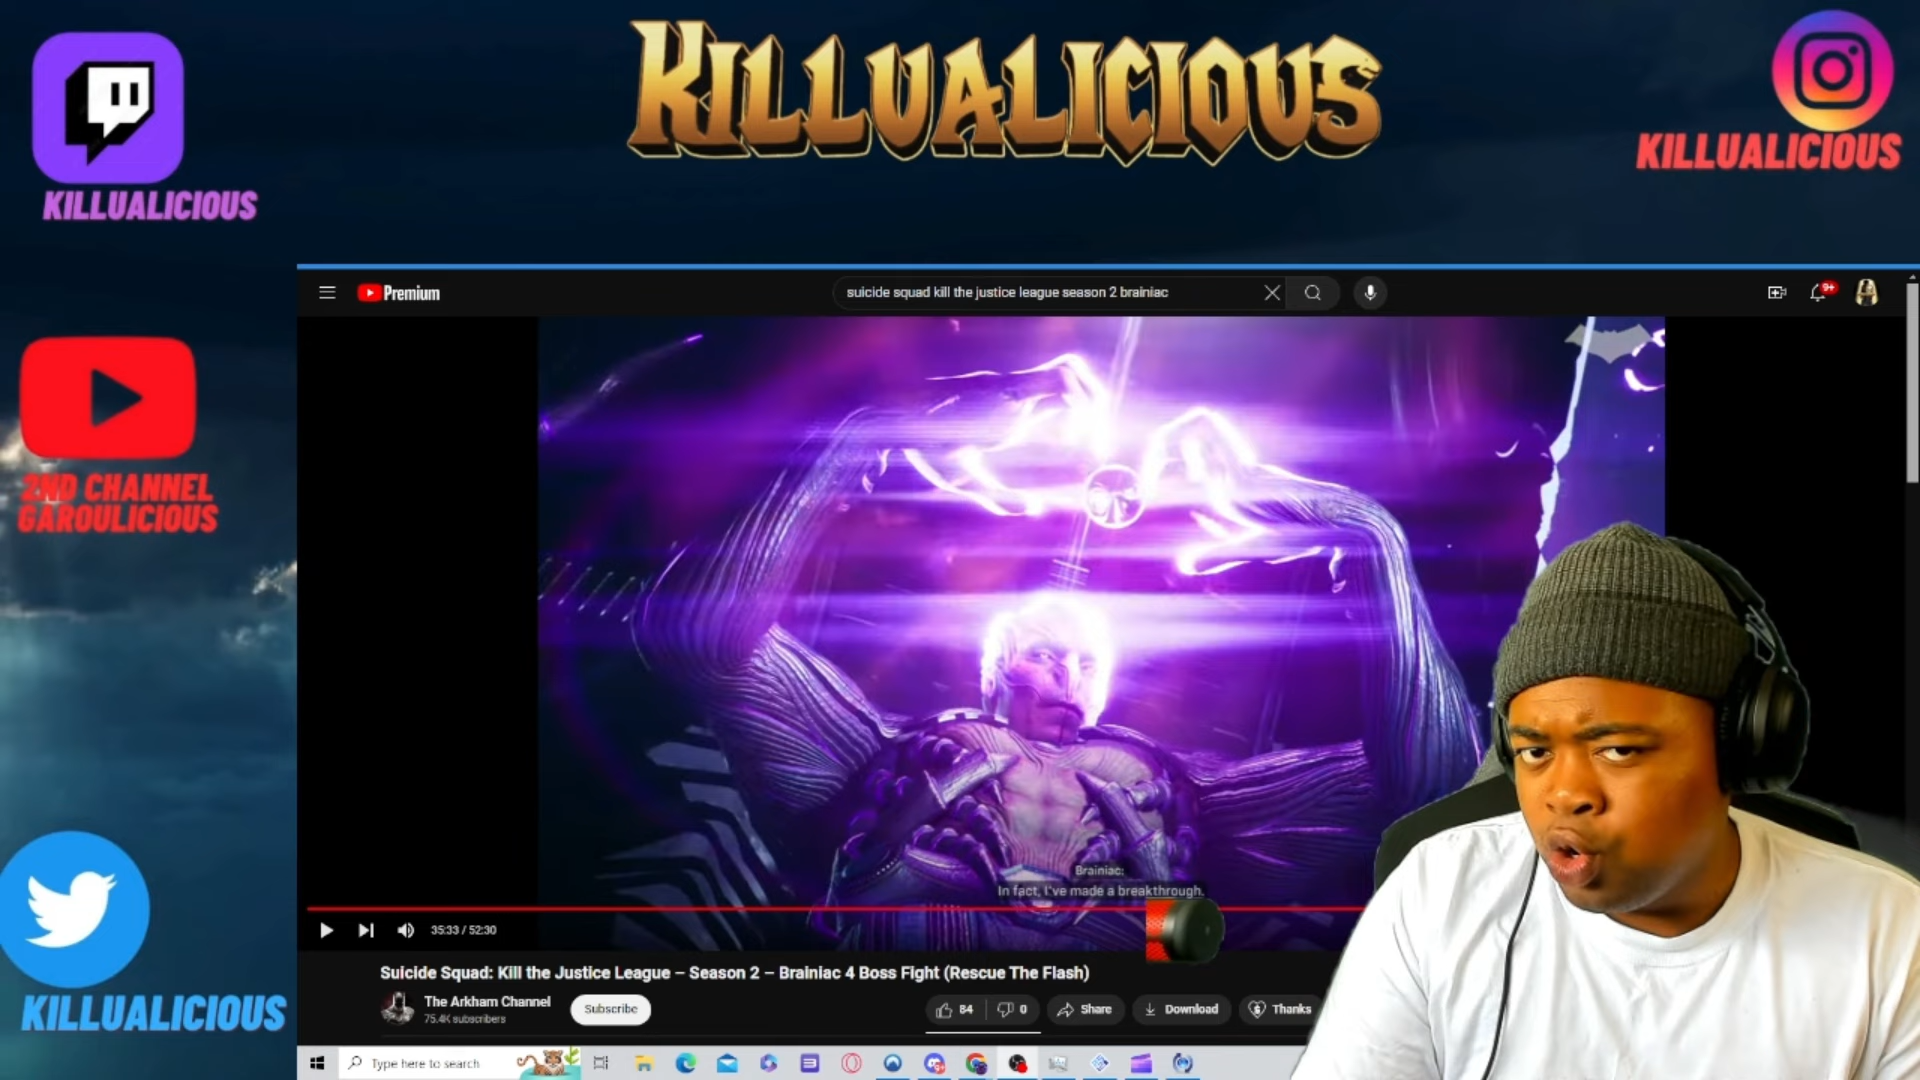 KILLUALICIOUS
KILLUALICIOUS
KILLUALICIOUS
Premium
suicide squad kill the justice league season 2 brainiac
9+
2ND CHANNEL
GAROULICIOUS
Brainiac:
In fact, I've made a breakthrough.
35:33 / 52:30
Suicide Squad: Kill the Justice League – Season 2 – Brainiac 4 Boss Fight (Rescue The Flash)
The Arkham Channel
75.4K subscribers
Subscribe
84
0
Share
Download
Thanks
KILLUALICIOUS
Type here to search